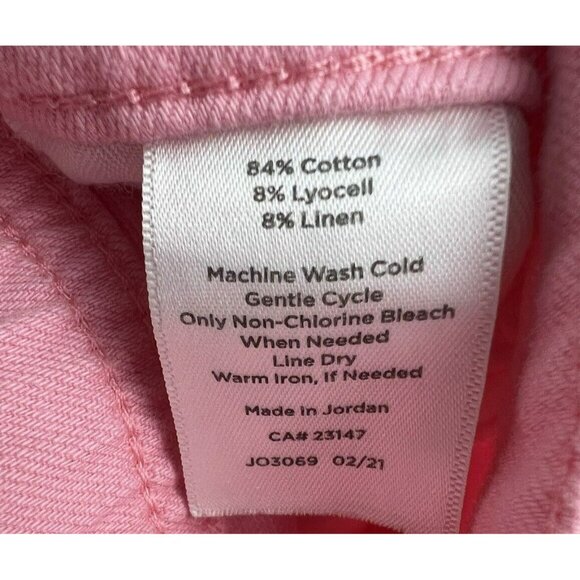 84% Cotton
8% Lyocell
8% Linen
Machine Wash Cold
Gentle Cycle
Only Non-Chlorine Bleach
When Needed
Line Dry
Warm Iron, If Needed
Made in Jordan
CA# 23147
JO3069 02/21